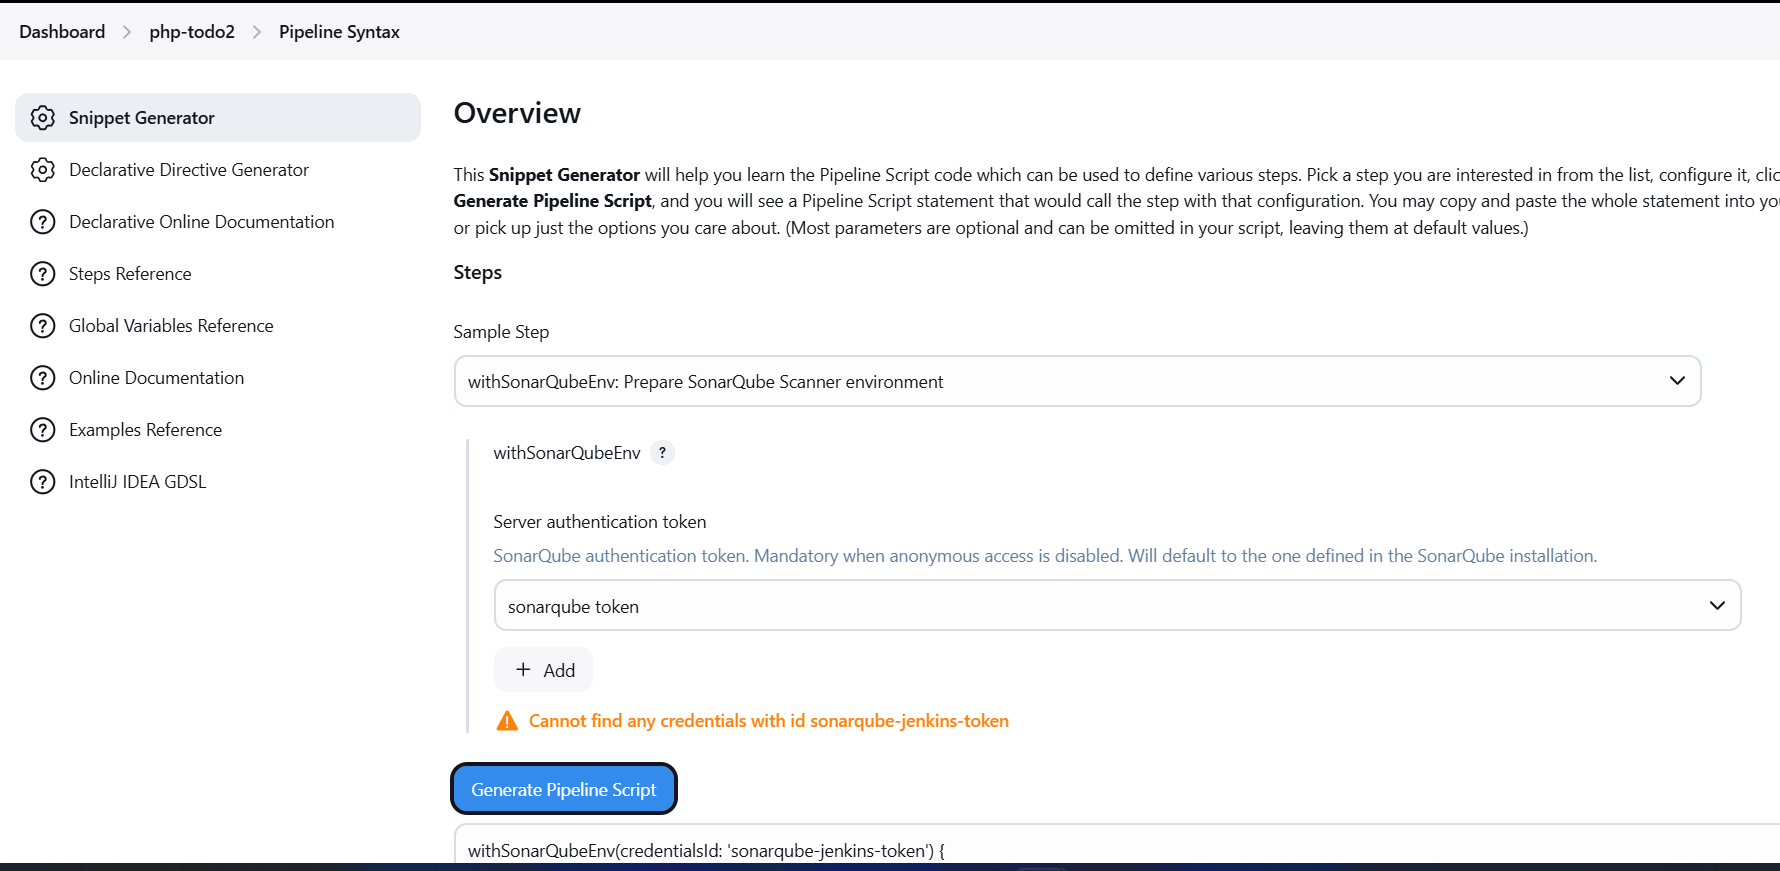 Dashboard > php-todo2 > Pipeline Syntax
Snippet Generator
Declarative Directive Generator
Declarative Online Documentation
Steps Reference
Global Variables Reference
Online Documentation
Examples Reference
IntelliJ IDEA GDSL
Overview
This Snippet Generator will help you learn the Pipeline Script code which can be used to define various steps. Pick a step you are interested in from the list, configure it,
Generate Pipeline Script, and you will see a Pipeline Script statement that would call the step with that configuration. You may copy and paste the whole statement into
or pick up just the options you care about. (Most parameters are optional and can be omitted in your script, leaving them at default values.)
Steps
Sample Step
withSonarQubeEnv: Prepare SonarQube Scanner environment
withSonarQubeEnv ?
Server authentication token
SonarQube authentication token. Mandatory when anonymous access is disabled. Will default to the one defined in the SonarQube installation.
sonarqube token
+ Add
Cannot find any credentials with id sonarqube-jenkins-token
Generate Pipeline Script
withSonarQubeEnv(credentialsId: 'sonarqube-jenkins-token') {